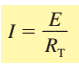 I = E / R_T